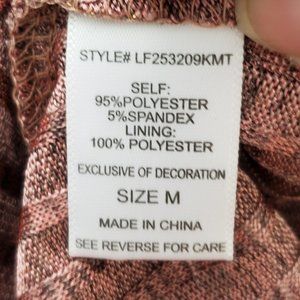 STYLE# LF253209KMT
SELF:
95%POLYESTER
5%SPANDEX
LINING:
100% POLYESTER
EXCLUSIVE OF DECORATION
SIZE M
MADE IN CHINA
SEE REVERSE FOR CARE